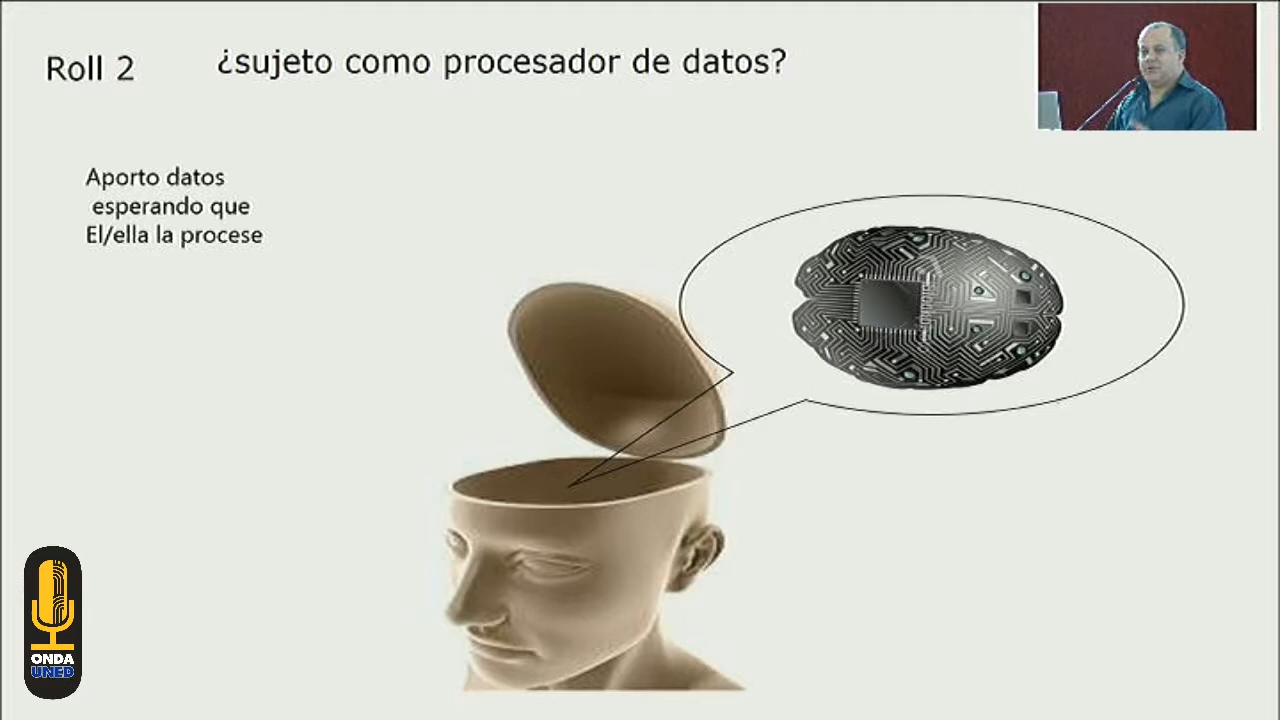 Roll 2
¿sujeto como procesador de datos?
Aporto datos
esperando que
El/ella la procese
ONDA
UNED